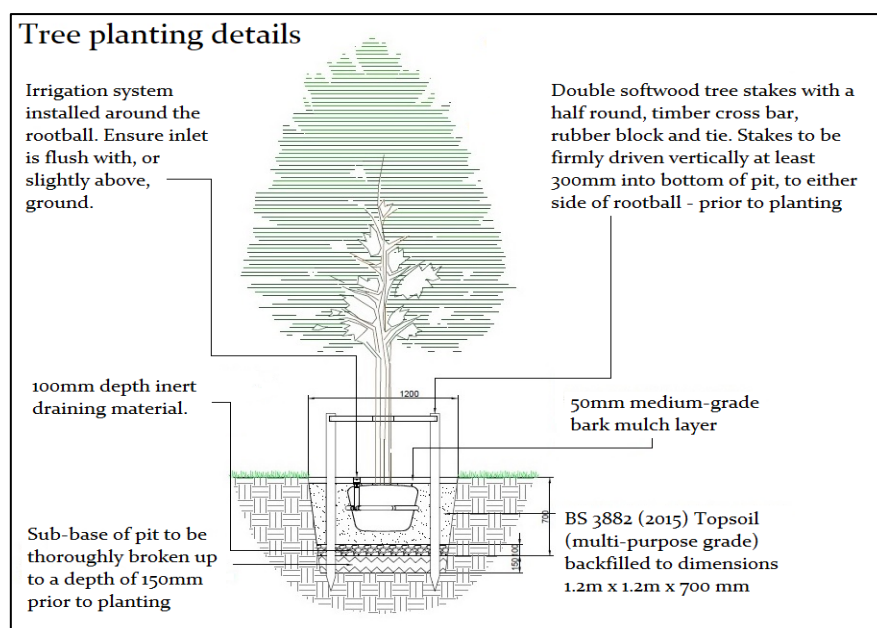 Tree planting details
Irrigation system
installed around the
rootball. Ensure inlet
is flush with, or
slightly above,
ground.
Double softwood tree stakes with a
half round, timber cross bar,
rubber block and tie. Stakes to be
firmly driven vertically at least
300mm into bottom of pit, to either
side of rootball - prior to planting
100mm depth inert
draining material.
1200
50mm medium-grade
bark mulch layer
700
Sub-base of pit to be
thoroughly broken up
to a depth of 150mm
prior to planting
100
150
BS 3882 (2015) Topsoil
(multi-purpose grade)
backfilled to dimensions
1.2m x 1.2m x 700 mm